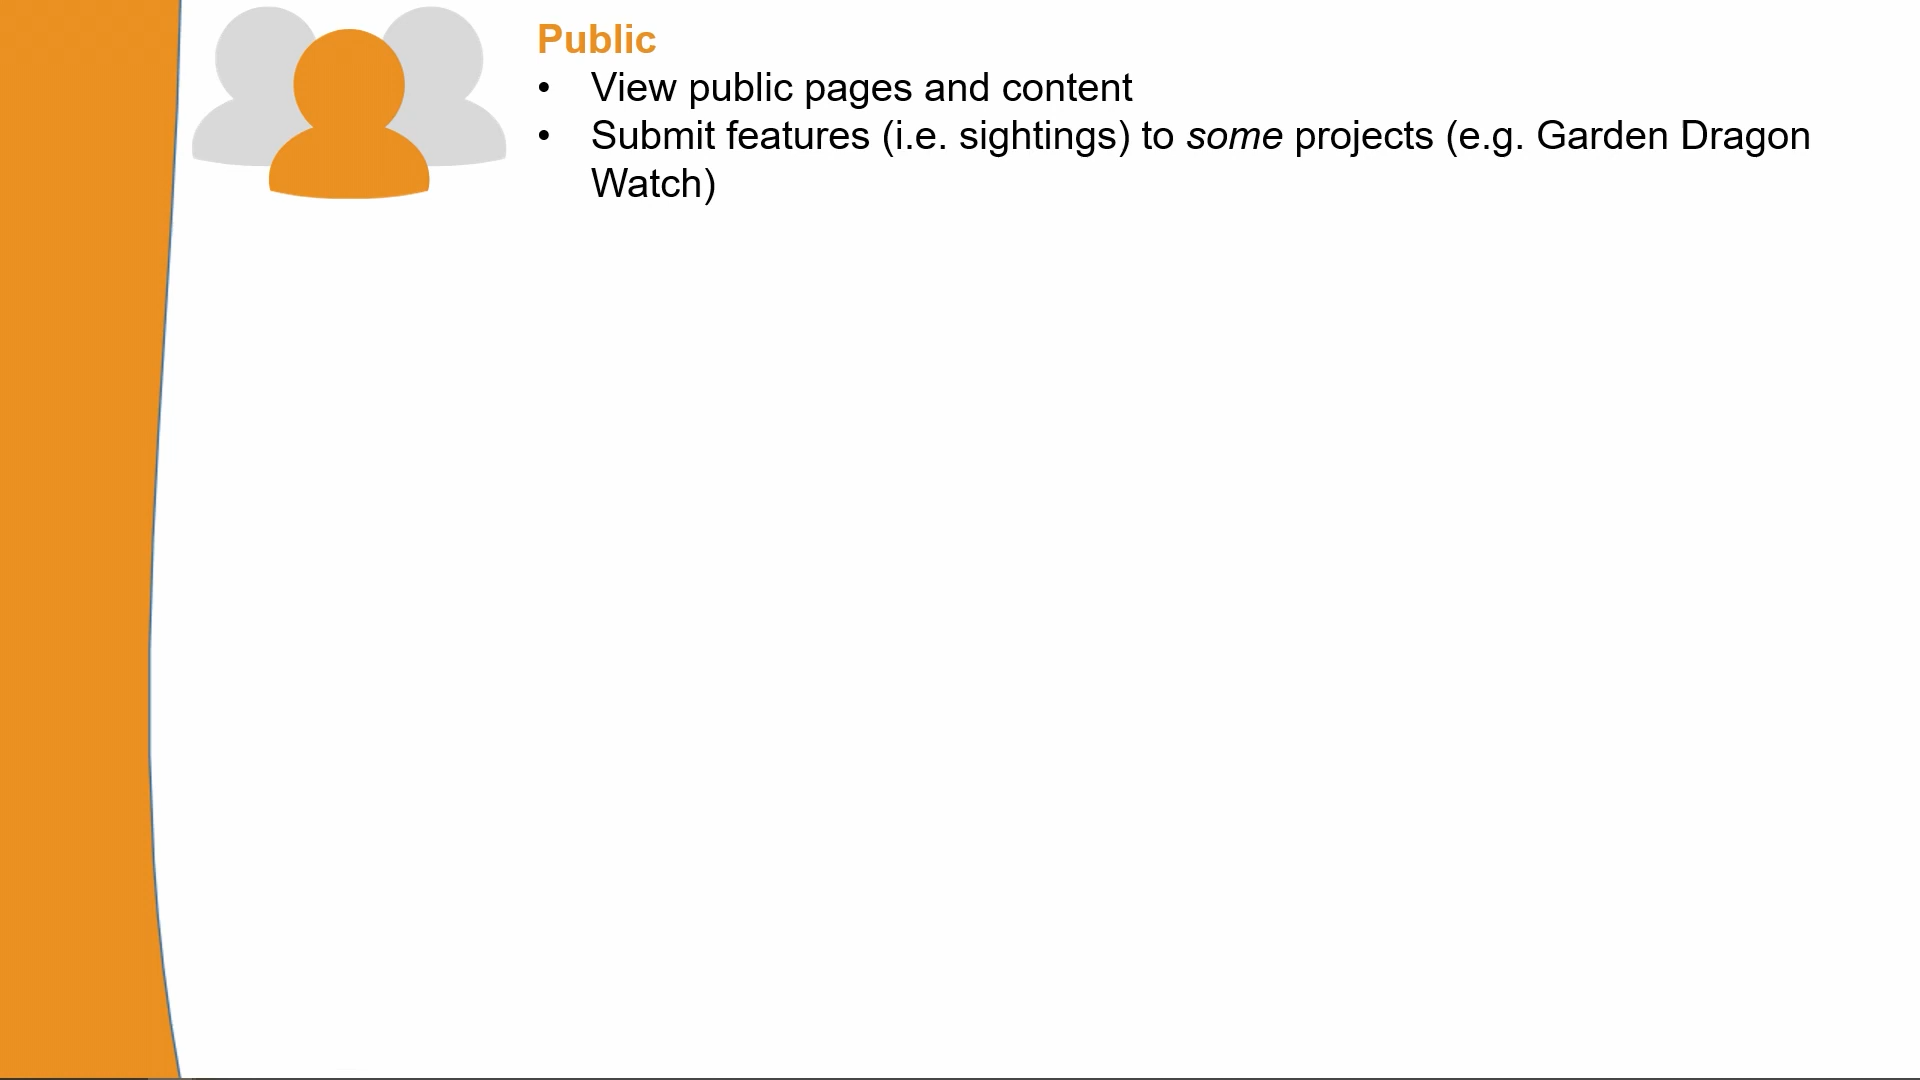 Public
• View public pages and content
• Submit features (i.e. sightings) to some projects (e.g. Garden Dragon
Watch)